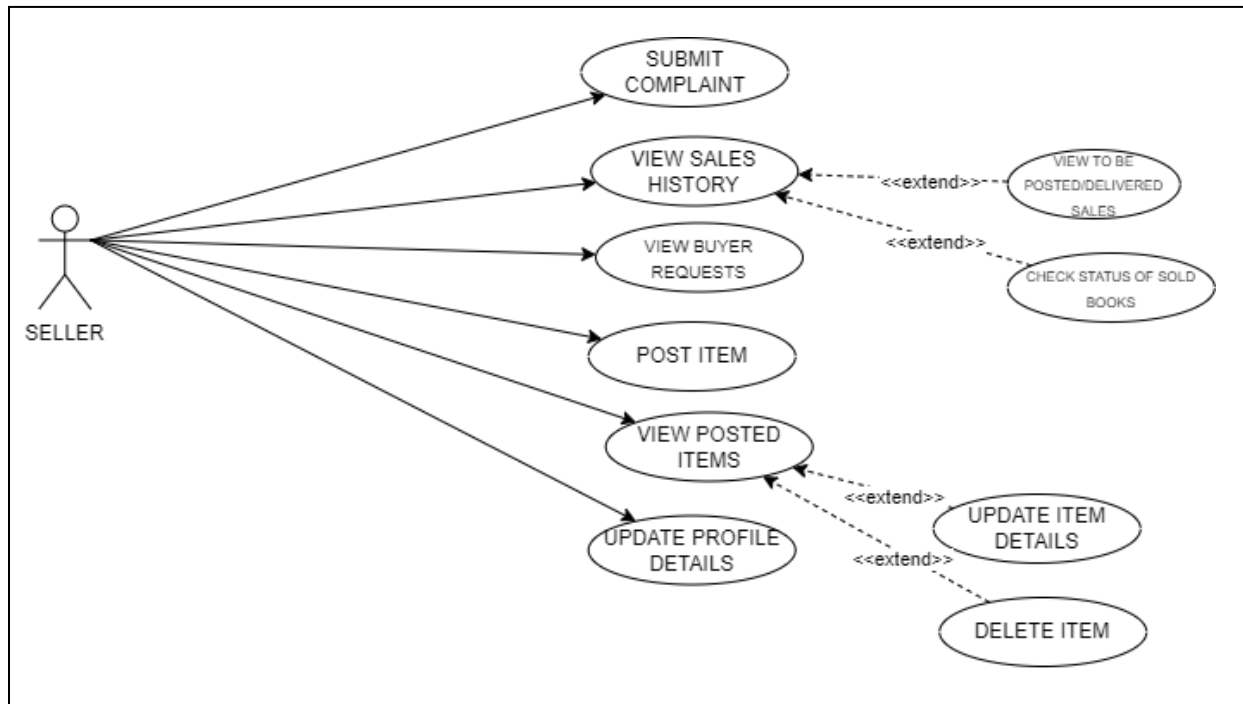 SUBMIT
COMPLAINT
VIEW SALES
HISTORY
<<extend>>
VIEW TO BE
POSTED/DELIVERED
SALES
<<extend>>
CHECK STATUS OF SOLD
BOOKS
VIEW BUYER
REQUESTS
SELLER
POST ITEM
VIEW POSTED
ITEMS
<<extend>>
UPDATE ITEM
DETAILS
UPDATE PROFILE
DETAILS
<<extend>>
DELETE ITEM